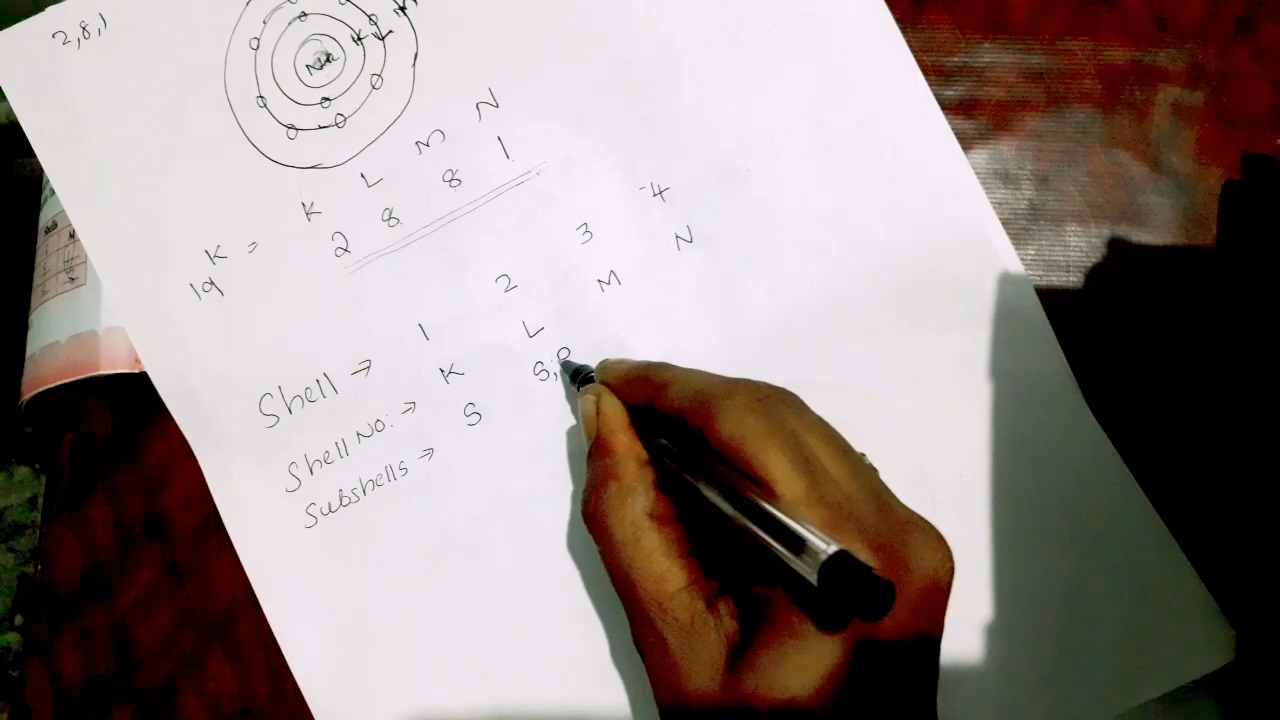 2,8,1
Na
K
L
K L M N
19 K = 2 8 8 1
Shell → 1 2 3 4
Shell No: → K L M N
Subshells → S S,P